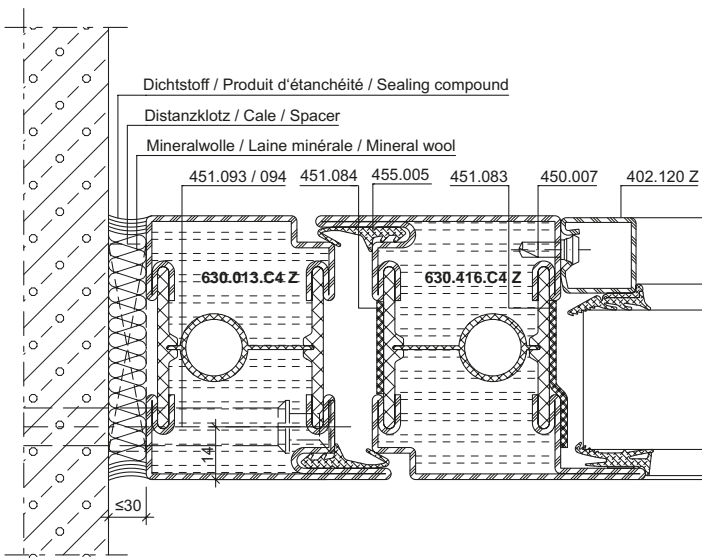 Dichtstoff / Produit d'étanchéité / Sealing compound
Distanzklotz / Cale / Spacer
Mineralwolle / Laine minérale / Mineral wool
451.093 / 094 451.084 455.005 451.083 450.007 402.120 Z
630.013.C4 Z 630.416.C4 Z
14
≤30